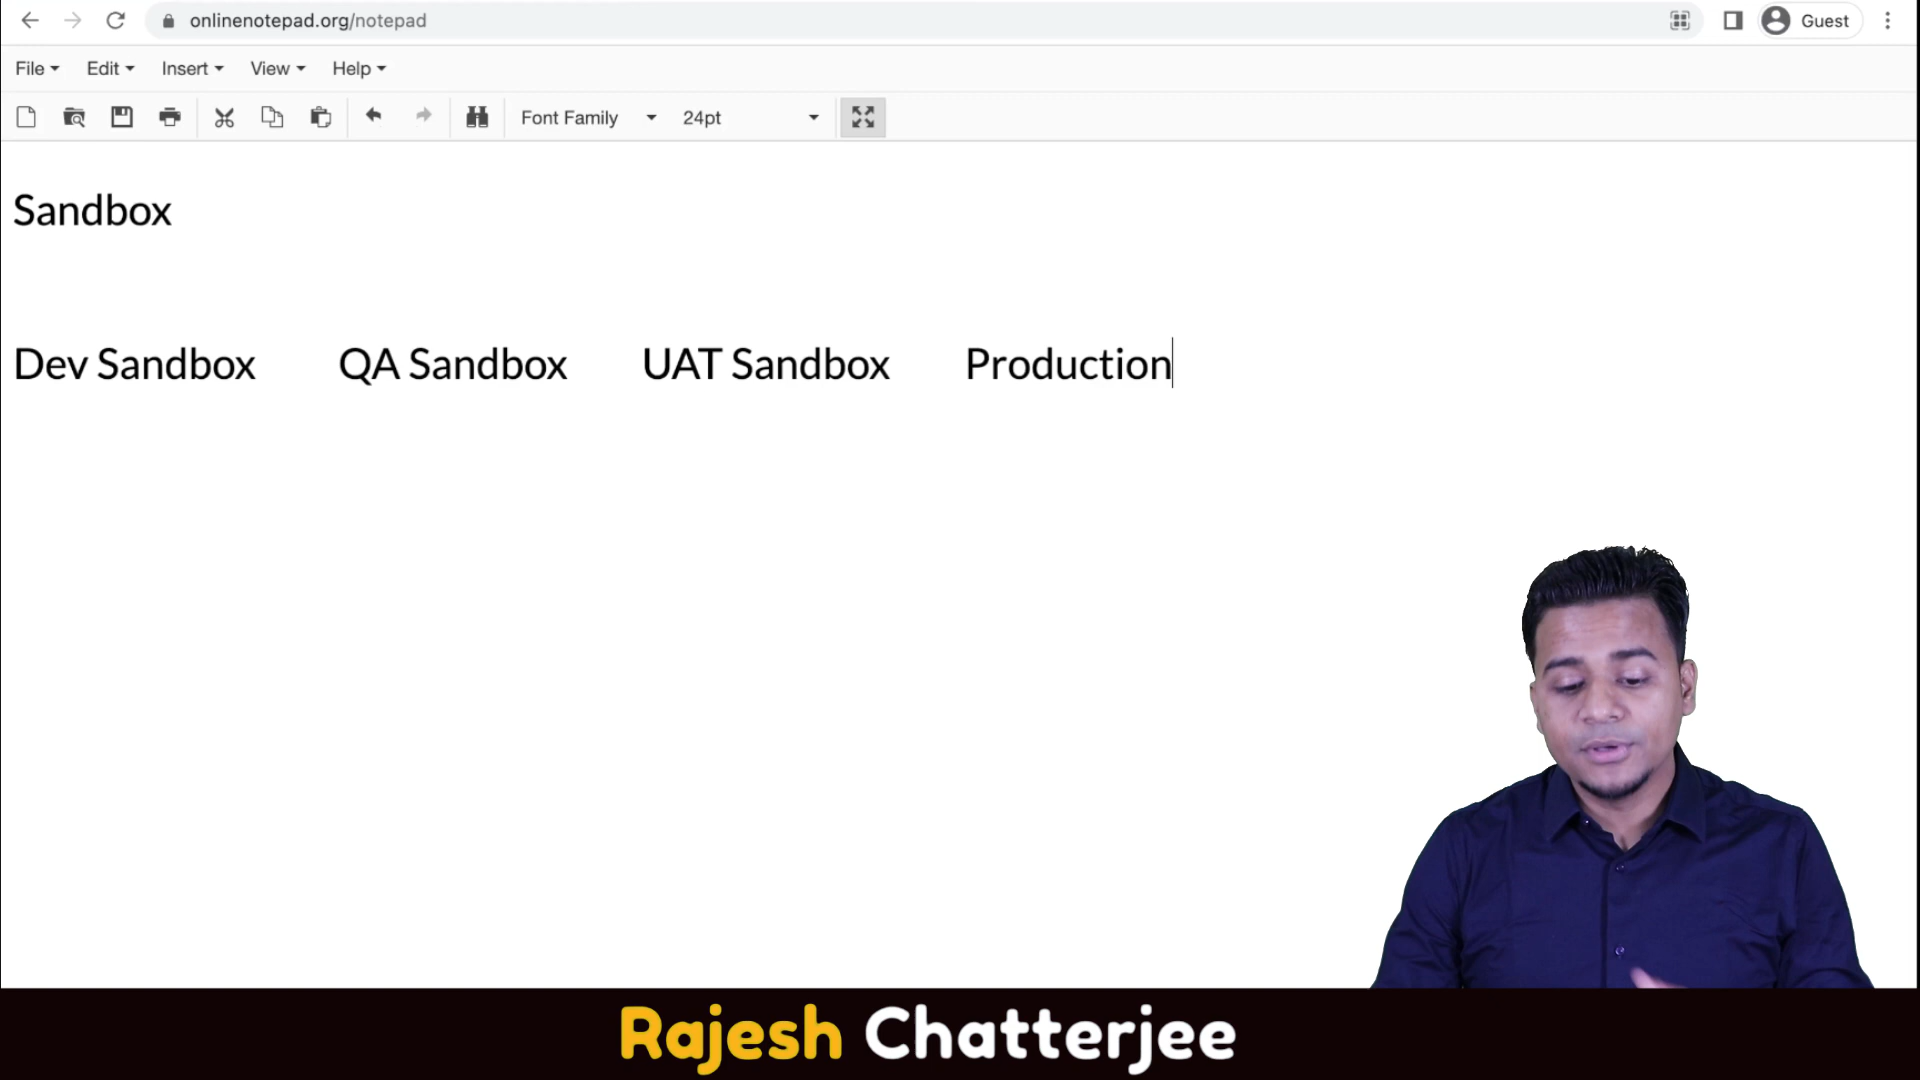 onlinenotepad.org/notepad
Guest
File Edit Insert View Help
Font Family 24pt
Sandbox
Dev Sandbox QA Sandbox UAT Sandbox Production
Rajesh Chatterjee